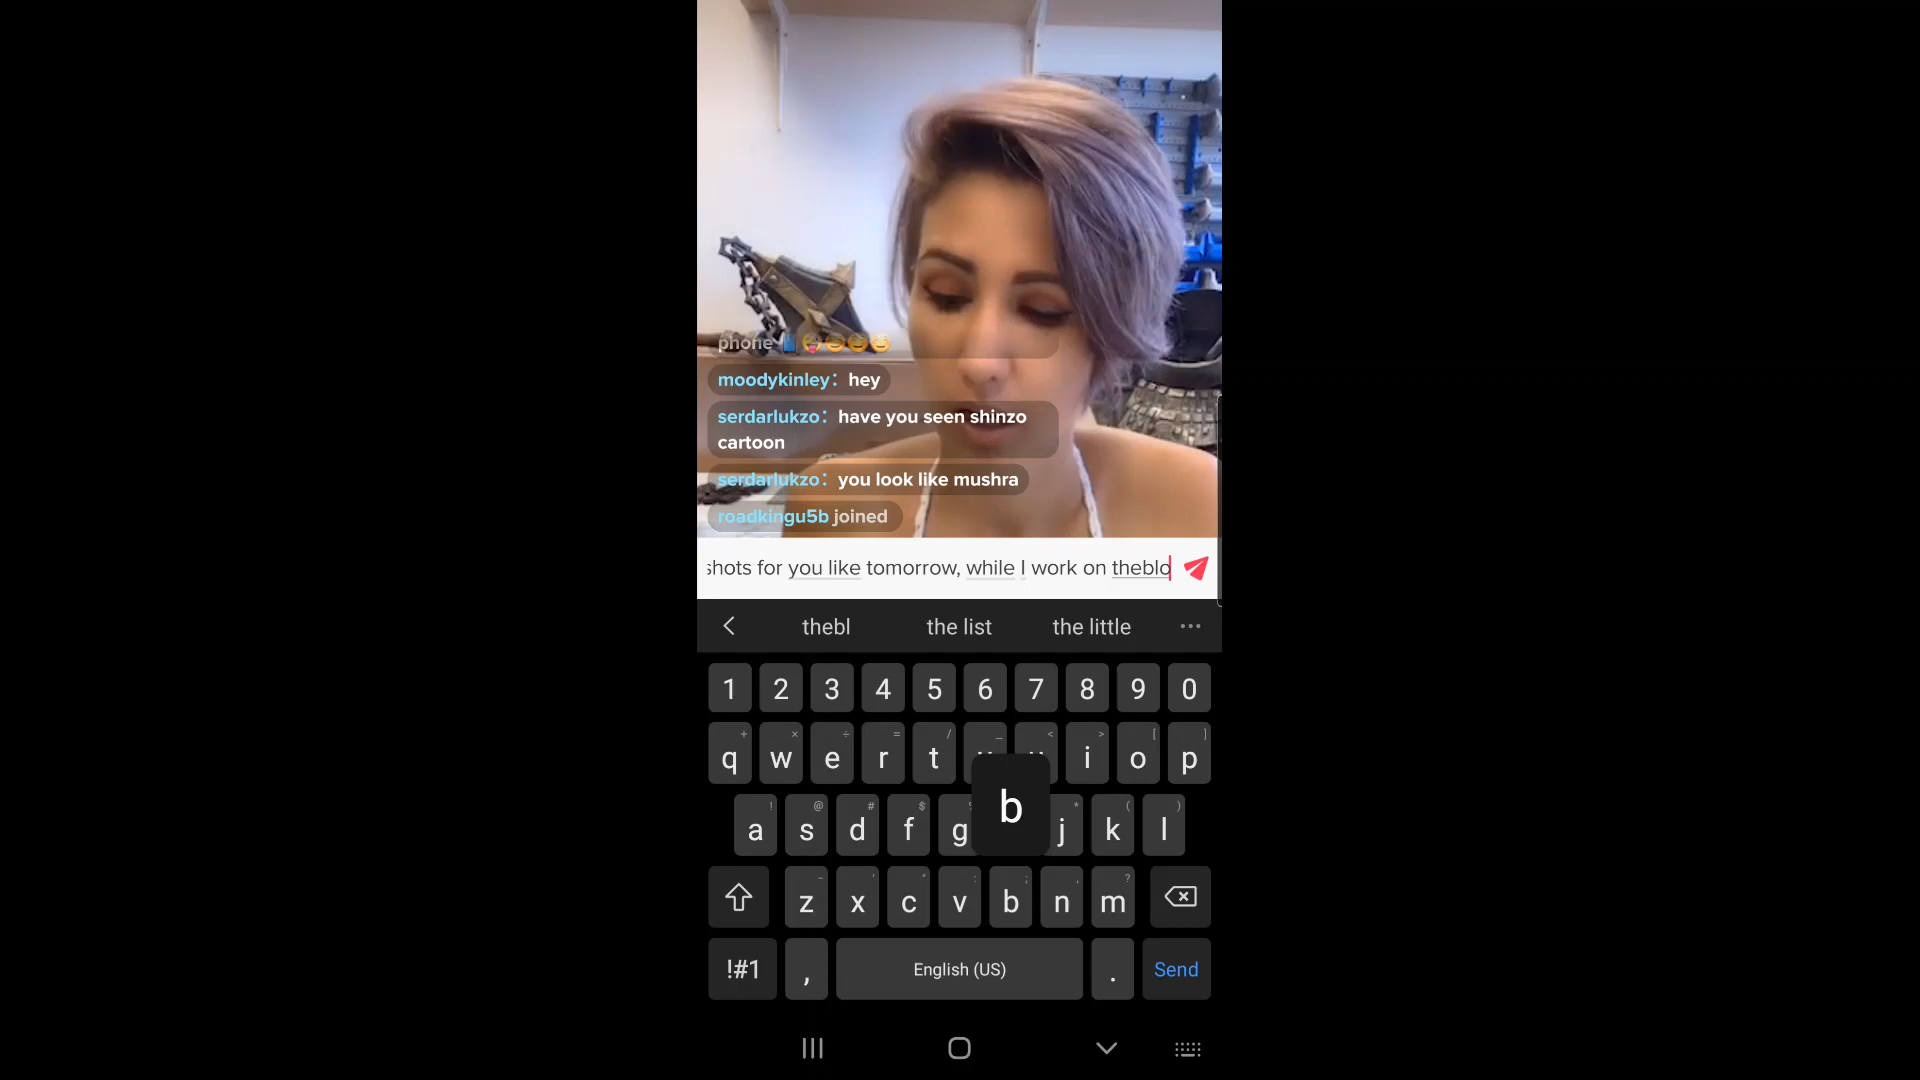 phone 📱👩😄😄😄
moodykinley: hey
serdarlukzo: have you seen shinzo
cartoon
serdarlukzo: you look like mushra
roadkingu5b joined
shots for you like tomorrow, while I work on theblo
thebl the list the little
1 2 3 4 5 6 7 8 9 0
q w e r t i o p
a s d f g b j k l
z x c v b n m
!#1 , English (US) . Send